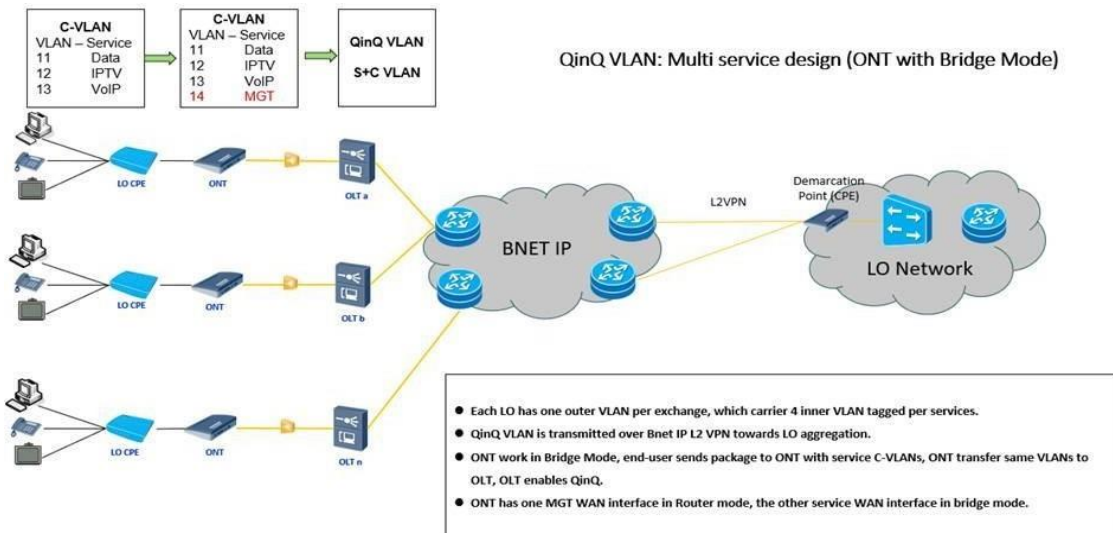 C-VLAN
VLAN – Service
11 Data
12 IPTV
13 VoIP
C-VLAN
VLAN – Service
11 Data
12 IPTV
13 VoIP
14 MGT
QinQ VLAN
S+C VLAN
QinQ VLAN: Multi service design (ONT with Bridge Mode)
LO CPE
ONT
OLT a
LO CPE
ONT
OLT b
LO CPE
ONT
OLT n
BNET IP
L2VPN
Demarcation
Point (CPE)
LO Network
● Each LO has one outer VLAN per exchange, which carrier 4 inner VLAN tagged per services.
● QinQ VLAN is transmitted over Bnet IP L2 VPN towards LO aggregation.
● ONT work in Bridge Mode, end-user sends package to ONT with service C-VLANs, ONT transfer same VLANs to
OLT, OLT enables QinQ.
● ONT has one MGT WAN interface in Router mode, the other service WAN interface in bridge mode.